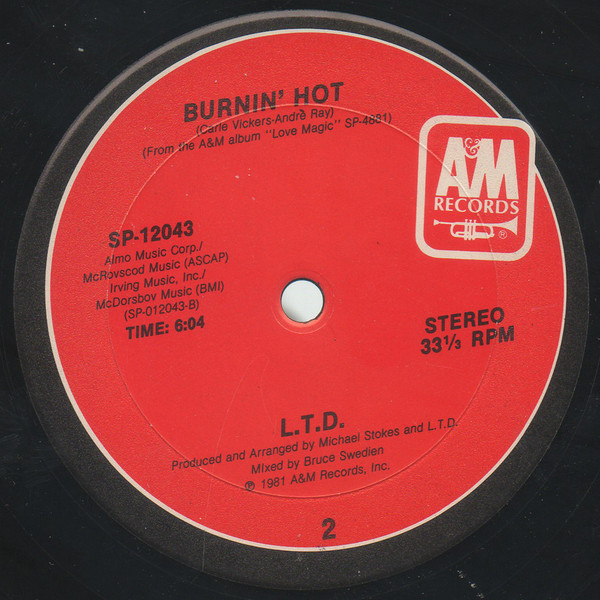 BURNIN' HOT
(Carle Vickers-Andre Ray)
(From the A&M album "Love Magic" SP-4881)
A&M
RECORDS
®
SP-12043
Almo Music Corp./
McRovscod Music (ASCAP)
Irving Music, Inc./
McDorsbov Music (BMI)
(SP-012043-B)
TIME: 6:04
STEREO
33⅓ RPM
L.T.D.
Produced and Arranged by Michael Stokes and L.T.D.
Mixed by Bruce Swedien
℗ 1981 A&M Records, Inc.
2